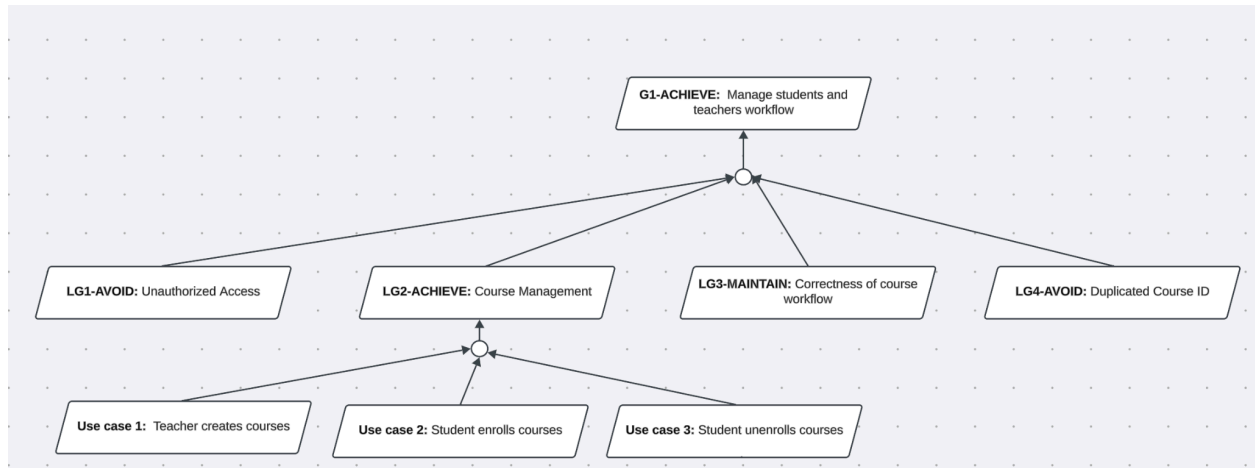 G1-ACHIEVE: Manage students and
teachers workflow
LG1-AVOID: Unauthorized Access
LG2-ACHIEVE: Course Management
LG3-MAINTAIN: Correctness of course
workflow
LG4-AVOID: Duplicated Course ID
Use case 1: Teacher creates courses
Use case 2: Student enrolls courses
Use case 3: Student unenrolls courses